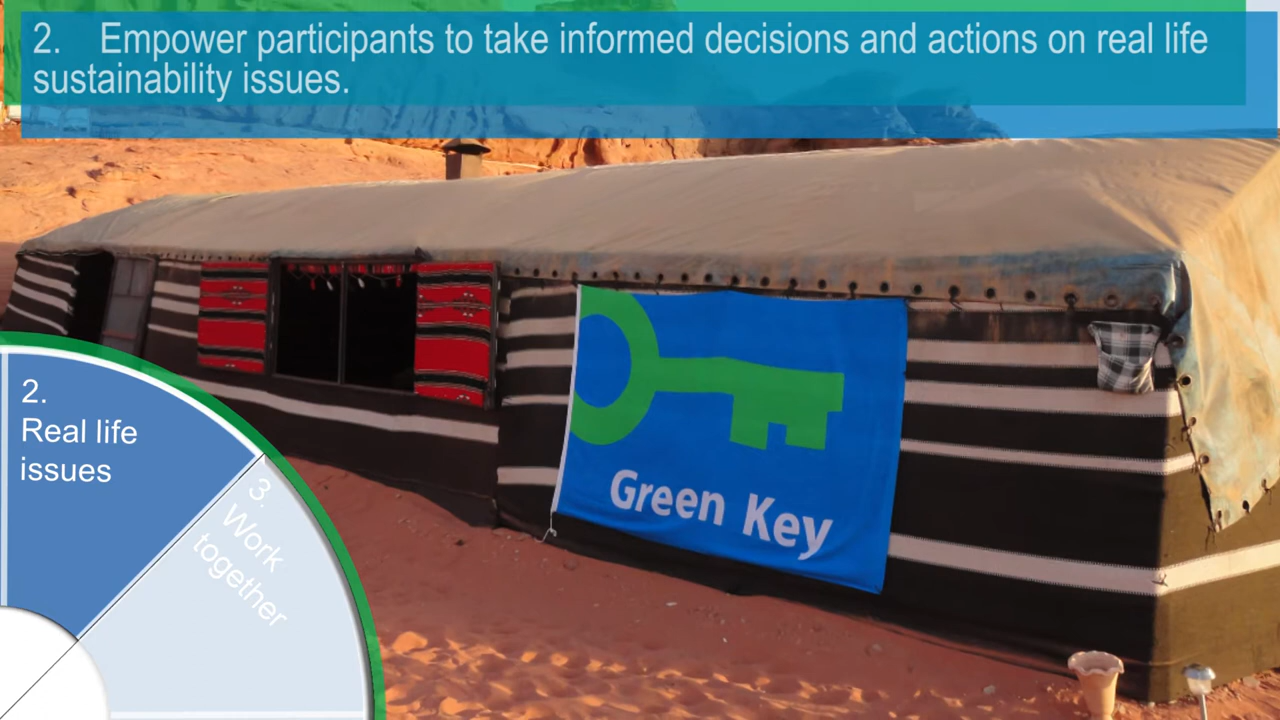 2. Empower participants to take informed decisions and actions on real life
sustainability issues.
2.
Real life
issues
3.
Work
together
Green Key